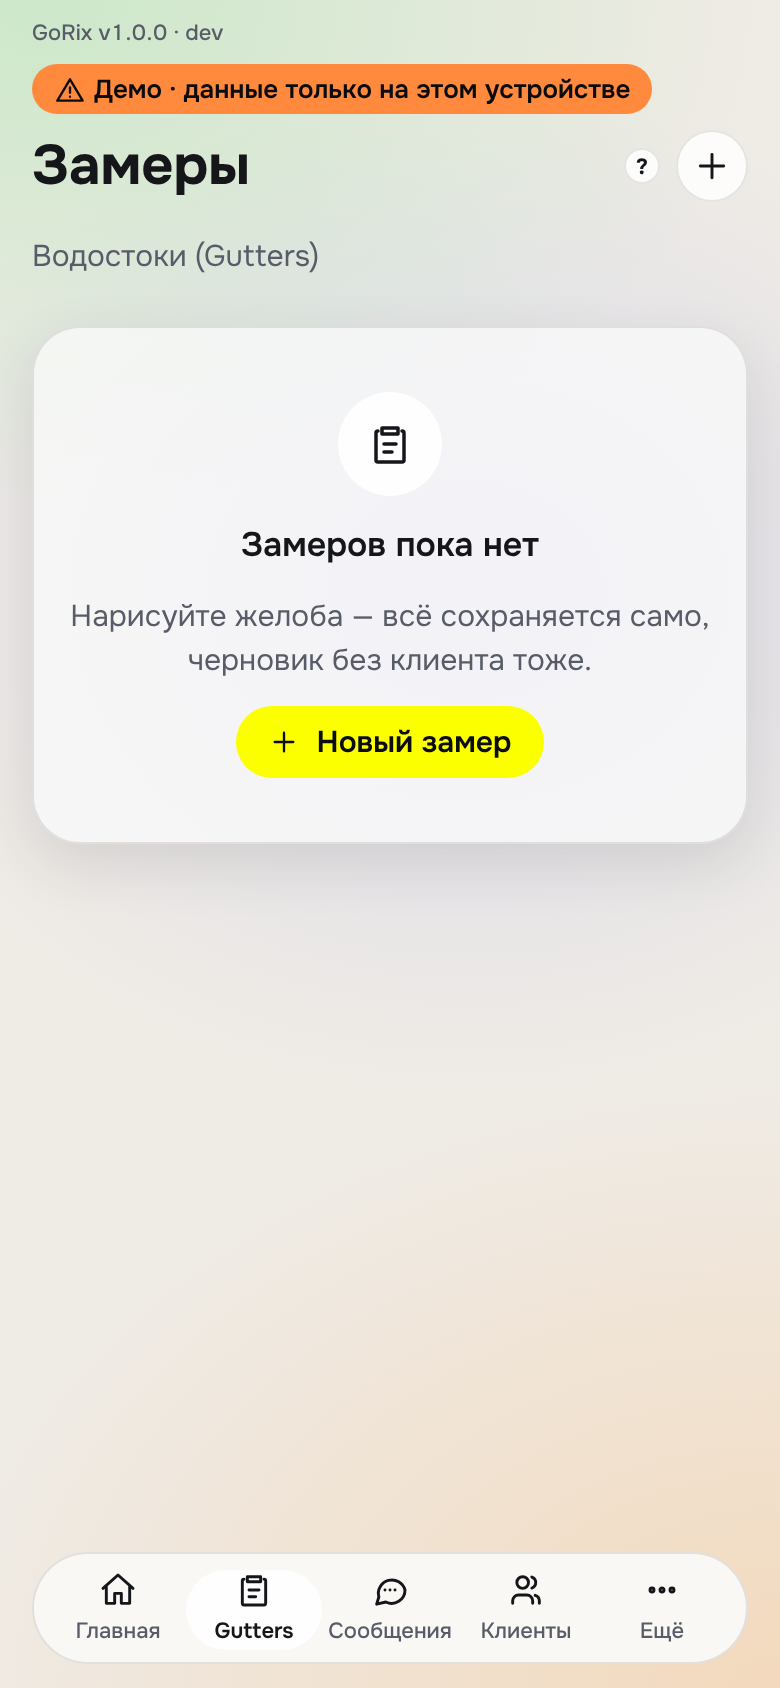 GoRix v1.0.0 · dev
Демо · данные только на этом устройстве
Замеры
?
Водостоки (Gutters)
Замеров пока нет
Нарисуйте желоба — всё сохраняется само,
черновик без клиента тоже.
Новый замер
Главная
Gutters
Сообщения
Клиенты
Ещё